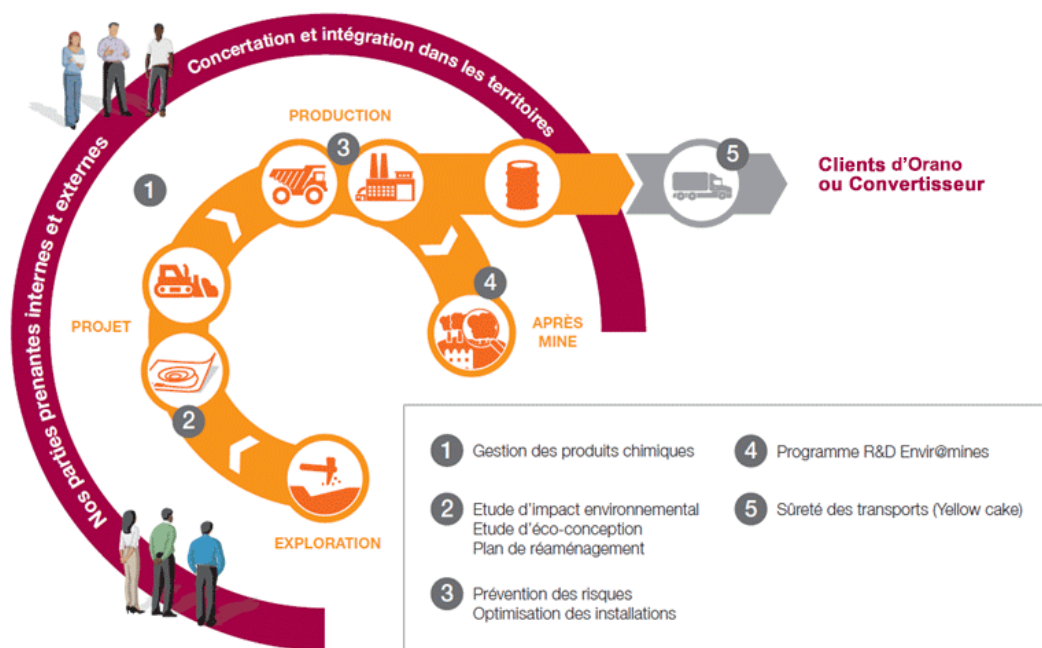 Concertation et intégration dans les territoires
Nos parties prenantes internes et externes
PRODUCTION
3
5
1
Clients d'Orano
ou Convertisseur
4
PROJET
APRÈS
MINE
2
EXPLORATION
1 Gestion des produits chimiques
2 Etude d'impact environnemental
Etude d'éco-conception
Plan de réaménagement
3 Prévention des risques
Optimisation des installations
4 Programme R&D Envir@mines
5 Sûreté des transports (Yellow cake)